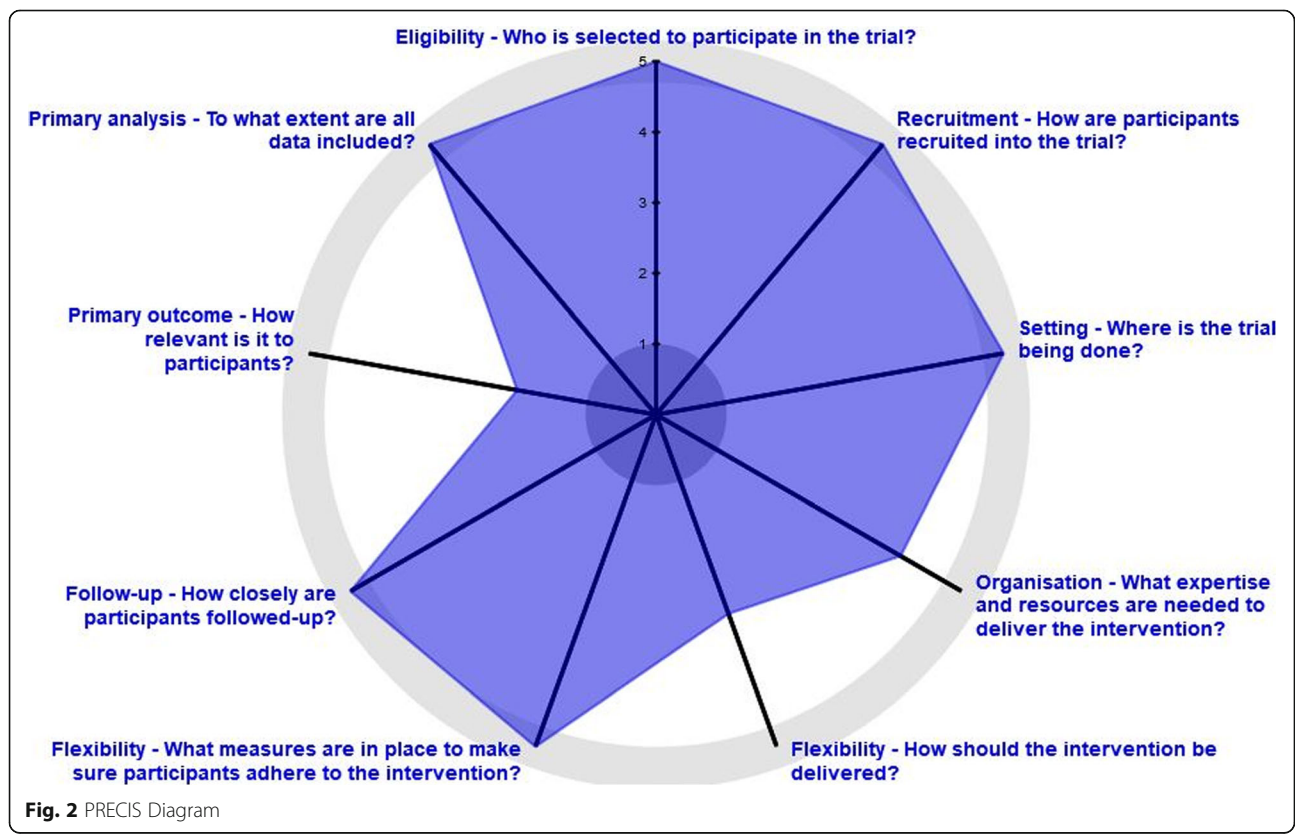 Eligibility - Who is selected to participate in the trial?
Primary analysis - To what extent are all
data included?
Recruitment - How are participants
recruited into the trial?
5
4
3
2
1
Primary outcome - How
relevant is it to
participants?
Setting - Where is the trial
being done?
Follow-up - How closely are
participants followed-up?
Organisation - What expertise
and resources are needed to
deliver the intervention?
Flexibility - What measures are in place to make
sure participants adhere to the intervention?
Flexibility - How should the intervention be
delivered?
Fig. 2 PRECIS Diagram